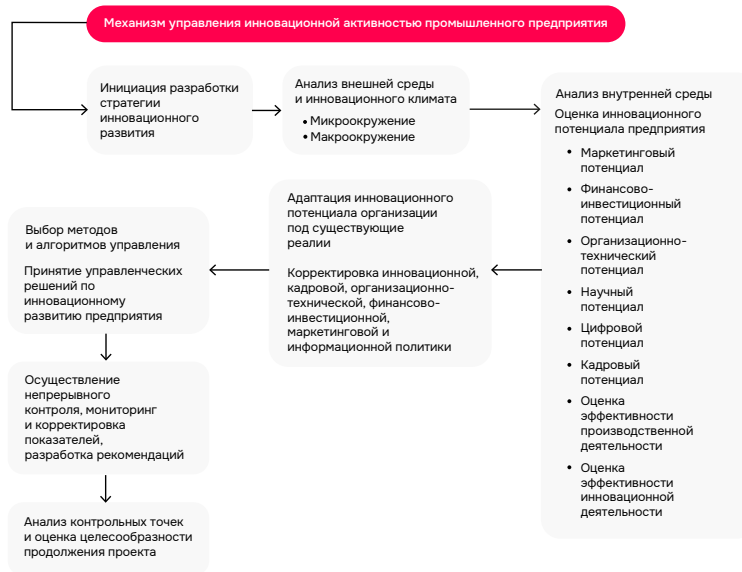 Механизм управления инновационной активностью промышленного предприятия
Инициация разработки
стратегии
инновационного
развития
Анализ внешней среды
и инновационного климата
• Микроокружение
• Макроокружение
Анализ внутренней среды
Оценка инновационного
потенциала предприятия
• Маркетинговый
потенциал
• Финансово-
инвестиционный
потенциал
• Организационно-
технический
потенциал
• Научный
потенциал
• Цифровой
потенциал
• Кадровый
потенциал
• Оценка
эффективности
производственной
деятельности
• Оценка
эффективности
инновационной
деятельности
Адаптация инновационного
потенциала организации
под существующие
реалии
Корректировка инновационной,
кадровой, организационно-
технической, финансово-
инвестиционной,
маркетинговой и
информационной политики
Выбор методов
и алгоритмов управления
Принятие управленческих
решений по
инновационному
развитию предприятия
Осуществление
непрерывного
контроля, мониторинг
и корректировка
показателей,
разработка рекомендаций
Анализ контрольных точек
и оценка целесообразности
продолжения проекта